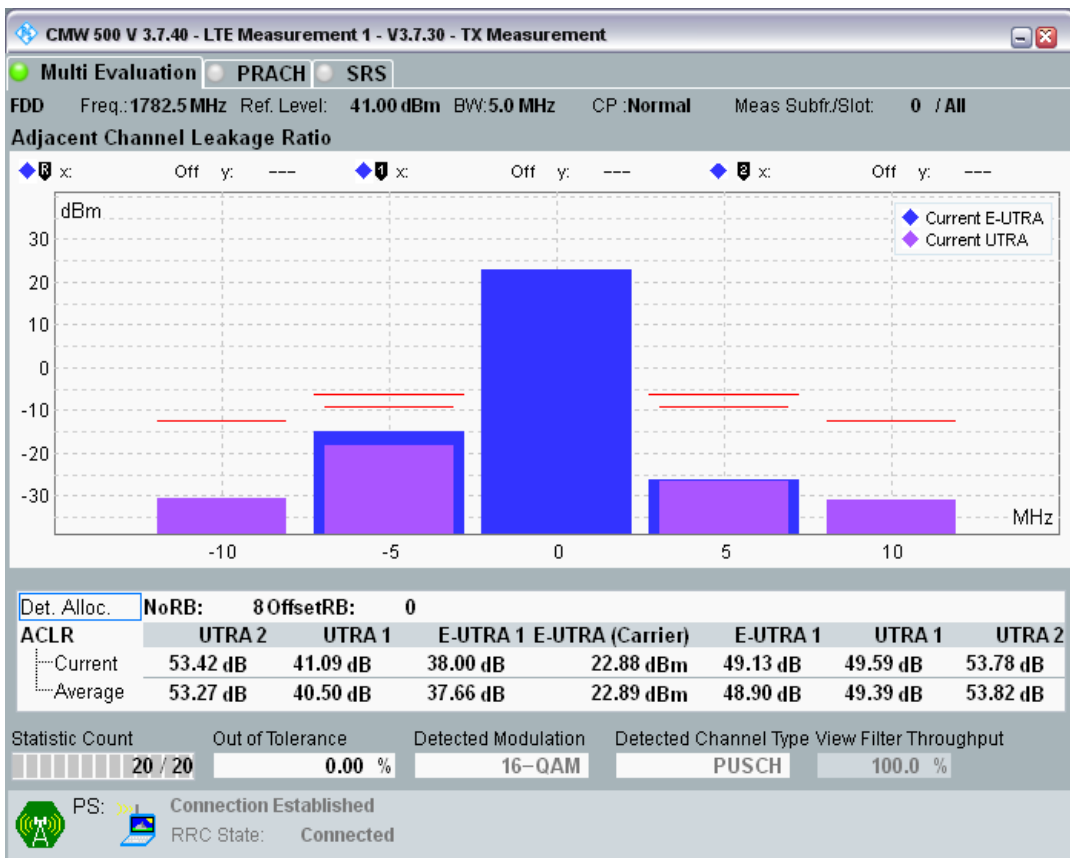 CMW 500 V 3.7.40 - LTE Measurement 1 - V3.7.30 - TX Measurement
Multi Evaluation PRACH SRS
FDD Freq.:1782.5 MHz Ref. Level: 41.00 dBm BW:5.0 MHz CP :Normal Meas Subfr./Slot: 0 / All
Adjacent Channel Leakage Ratio
R x: Off y: --- 1 x: Off y: --- 2 x: Off y: ---
dBm
Current E-UTRA
Current UTRA
30
20
10
0
-10
-20
-30
MHz
-10 -5 0 5 10
Det. Alloc. NoRB: 8 OffsetRB: 0
ACLR UTRA 2 UTRA 1 E-UTRA 1 E-UTRA (Carrier) E-UTRA 1 UTRA 1 UTRA 2
Current 53.42 dB 41.09 dB 38.00 dB 22.88 dBm 49.13 dB 49.59 dB 53.78 dB
Average 53.27 dB 40.50 dB 37.66 dB 22.89 dBm 48.90 dB 49.39 dB 53.82 dB
Statistic Count Out of Tolerance Detected Modulation Detected Channel Type View Filter Throughput
20 / 20 0.00 % 16-QAM PUSCH 100.0 %
PS: Connection Established
RRC State: Connected